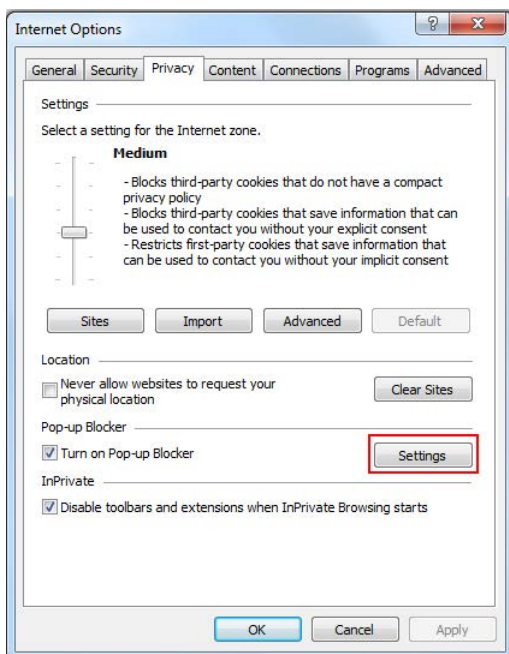 Internet Options
General Security Privacy Content Connections Programs Advanced
Settings
Select a setting for the Internet zone.
Medium
- Blocks third-party cookies that do not have a compact
privacy policy
- Blocks third-party cookies that save information that can
be used to contact you without your explicit consent
- Restricts first-party cookies that save information that
can be used to contact you without your implicit consent
Sites Import Advanced Default
Location
Never allow websites to request your
physical location
Clear Sites
Pop-up Blocker
Turn on Pop-up Blocker
Settings
InPrivate
Disable toolbars and extensions when InPrivate Browsing starts
OK Cancel Apply